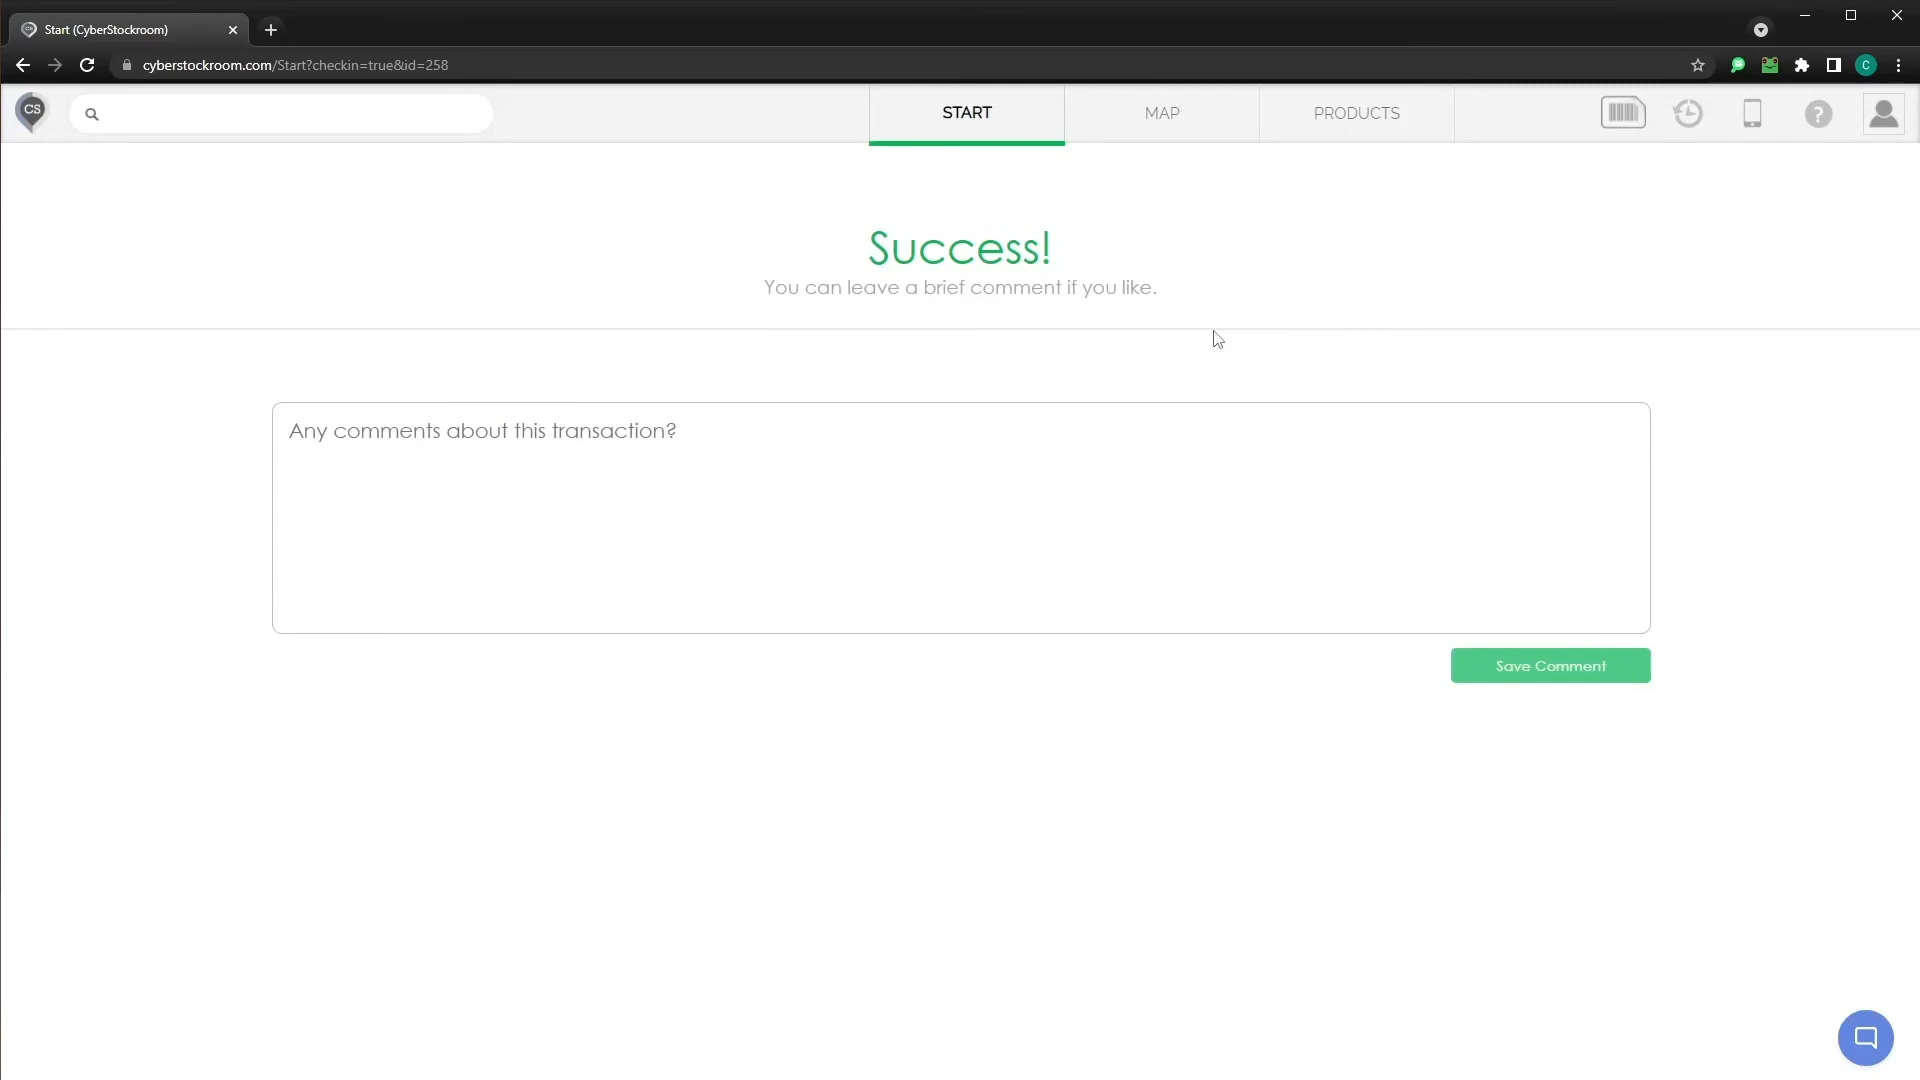 Start (CyberStockroom)
cyberstockroom.com/Start?checkin=true&id=258
C
CS
START
MAP
PRODUCTS
?
Success!
You can leave a brief comment if you like.
Any comments about this transaction?
Save Comment